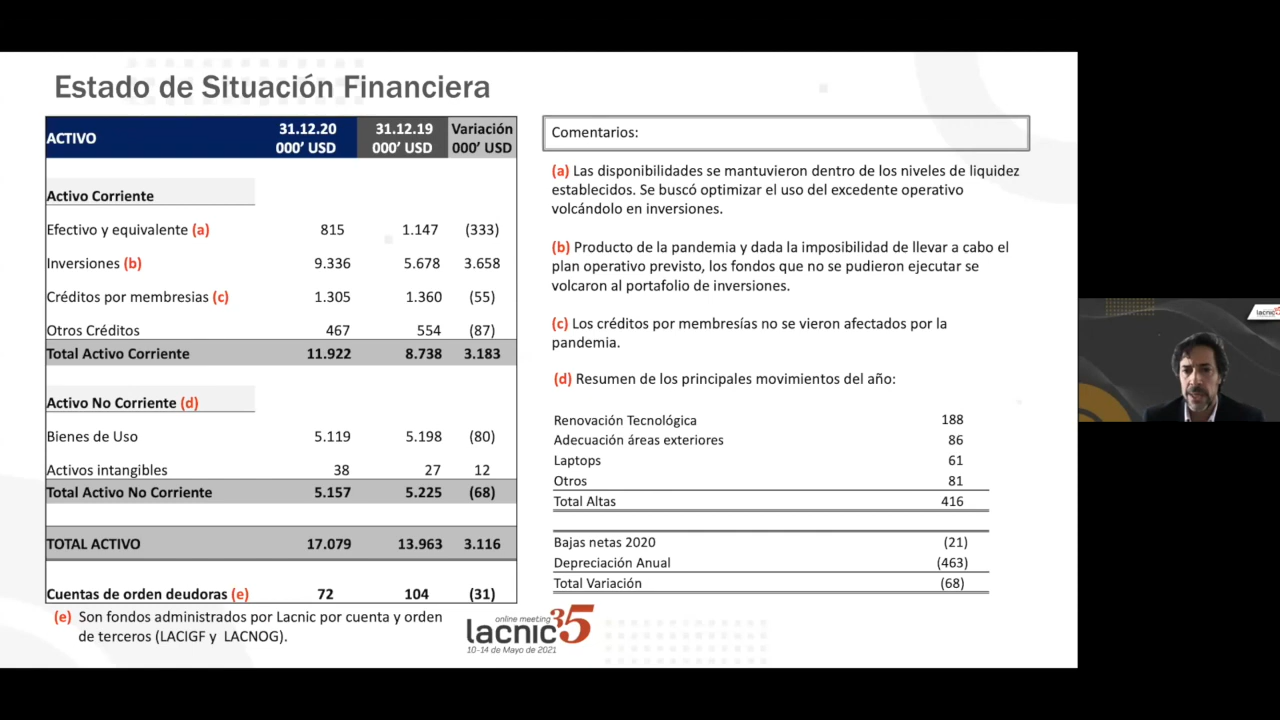 Estado de Situación Financiera
ACTIVO 31.12.20 000’ USD 31.12.19 000’ USD Variación 000’ USD
Activo Corriente
Efectivo y equivalente (a) 815 1.147 (333)
Inversiones (b) 9.336 5.678 3.658
Créditos por membresias (c) 1.305 1.360 (55)
Otros Créditos 467 554 (87)
Total Activo Corriente 11.922 8.738 3.183
Activo No Corriente (d)
Bienes de Uso 5.119 5.198 (80)
Activos intangibles 38 27 12
Total Activo No Corriente 5.157 5.225 (68)
TOTAL ACTIVO 17.079 13.963 3.116
Cuentas de orden deudoras (e) 72 104 (31)
(e) Son fondos administrados por Lacnic por cuenta y orden
de terceros (LACIGF y LACNOG).
Comentarios:
(a) Las disponibilidades se mantuvieron dentro de los niveles de liquidez
establecidos. Se buscó optimizar el uso del excedente operativo
volcándolo en inversiones.
(b) Producto de la pandemia y dada la imposibilidad de llevar a cabo el
plan operativo previsto, los fondos que no se pudieron ejecutar se
volcaron al portafolio de inversiones.
(c) Los créditos por membresías no se vieron afectados por la
pandemia.
(d) Resumen de los principales movimientos del año:
Renovación Tecnológica 188
Adecuación áreas exteriores 86
Laptops 61
Otros 81
Total Altas 416
Bajas netas 2020 (21)
Depreciación Anual (463)
Total Variación (68)
online meeting
lacnic35
10-14 de Mayo de 2021
lacnic